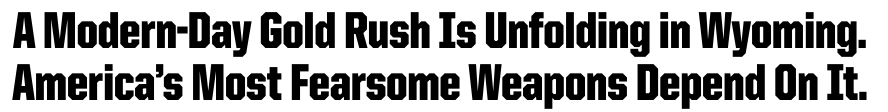 A Modern-Day Gold Rush Is Unfolding in Wyoming.
America’s Most Fearsome Weapons Depend On It.